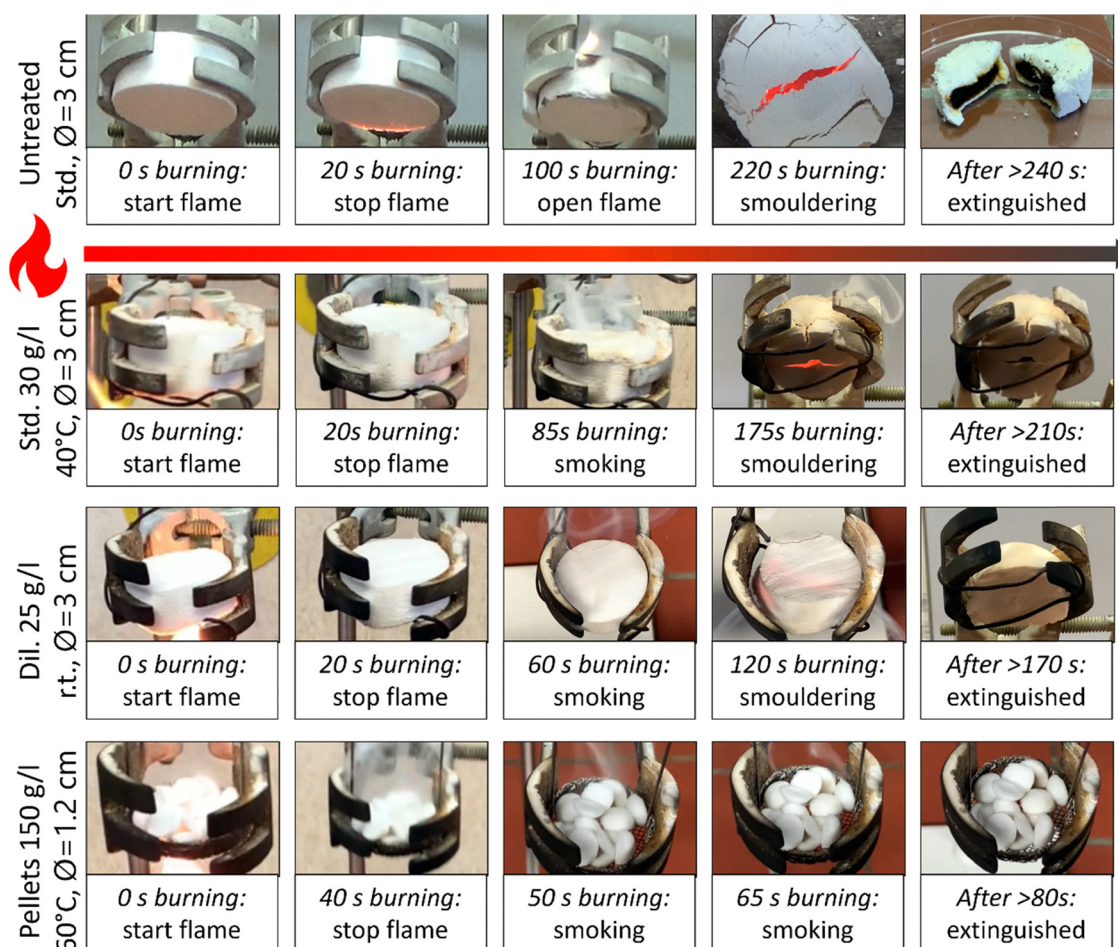 Untreated
Std., Ø=3 cm
0 s burning:
start flame
20 s burning:
stop flame
100 s burning:
open flame
220 s burning:
smouldering
After >240 s:
extinguished
Std. 30 g/l
40°C, Ø=3 cm
0s burning:
start flame
20s burning:
stop flame
85s burning:
smoking
175s burning:
smouldering
After >210s:
extinguished
Dil. 25 g/l
r.t., Ø=3 cm
0 s burning:
start flame
20 s burning:
stop flame
60 s burning:
smoking
120 s burning:
smouldering
After >170 s:
extinguished
Pellets 150 g/l
60°C, Ø=1.2 cm
0 s burning:
start flame
40 s burning:
stop flame
50 s burning:
smoking
65 s burning:
smoking
After >80s:
extinguished